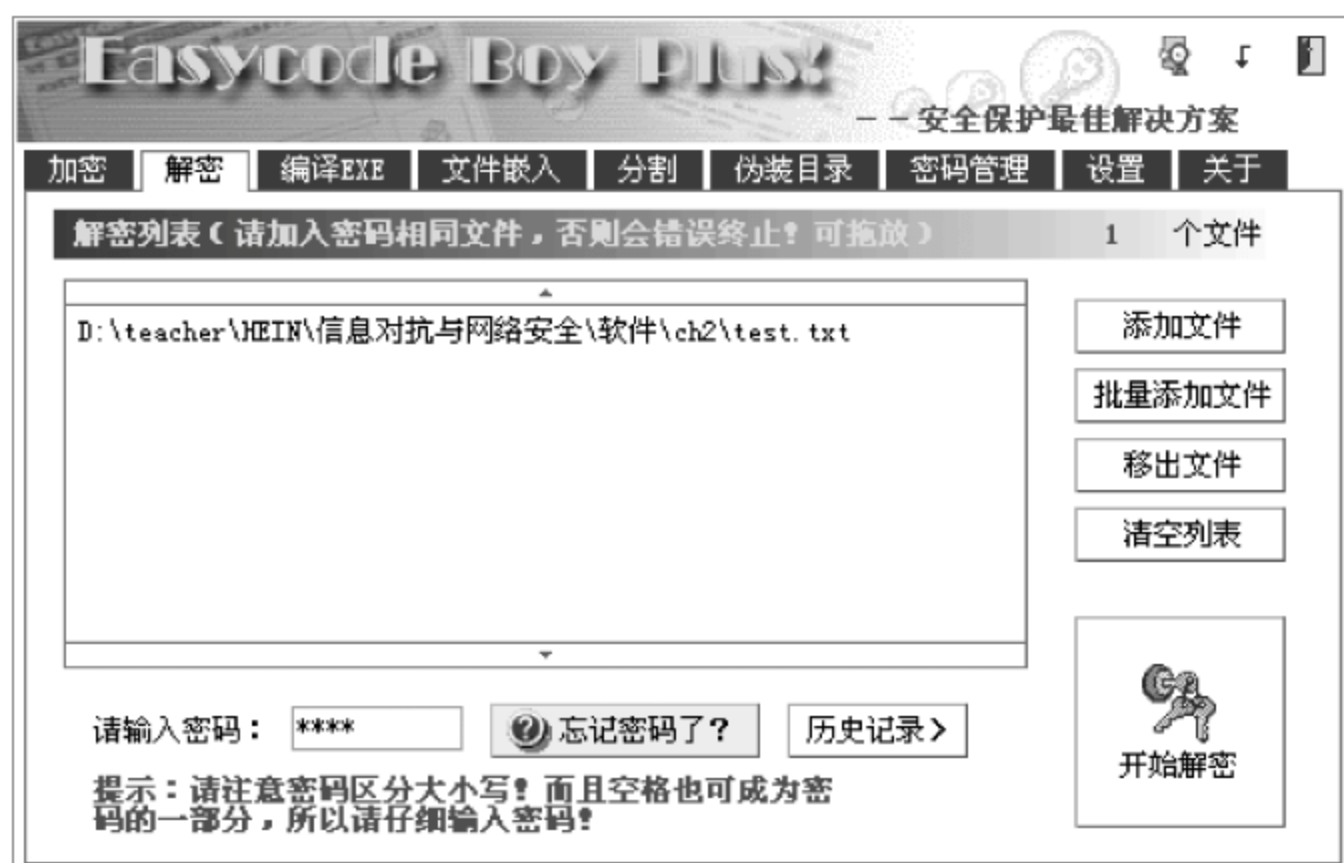 Easycode Boy Plus!
－－安全保护最佳解决方案
加密 解密 编译EXE 文件嵌入 分割 伪装目录 密码管理 设置 关于
解密列表（请加入密码相同文件，否则会错误终止！可拖放） 1 个文件
D:\teacher\HEIN\信息对抗与网络安全\软件\ch2\test.txt
添加文件
批量添加文件
移出文件
清空列表
请输入密码： **** 忘记密码了？ 历史记录>
开始解密
提示：请注意密码区分大小写！而且空格也可成为密
码的一部分，所以请仔细输入密码！